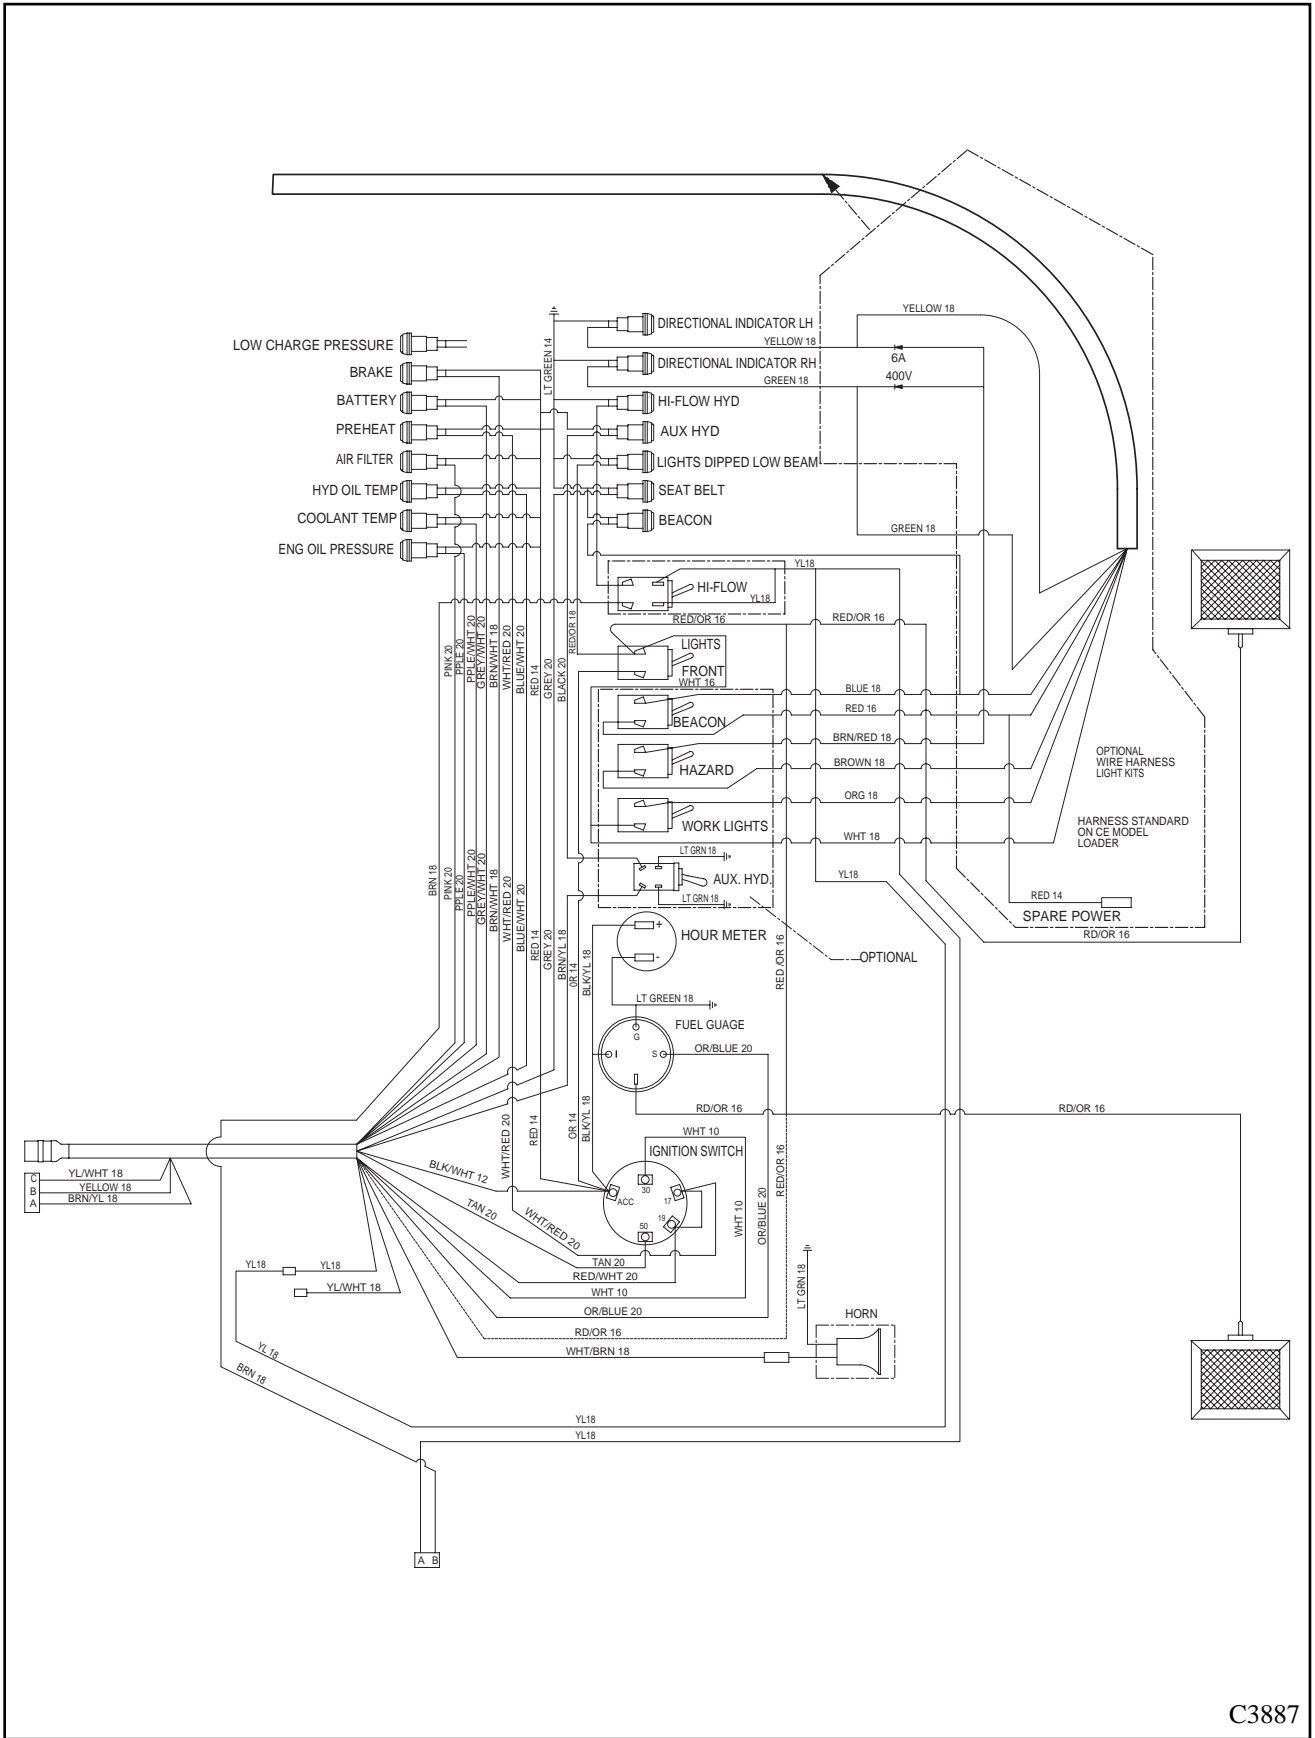 DIRECTIONAL INDICATOR LH
YELLOW 18
YELLOW 18
LOW CHARGE PRESSURE
LT GREEN 14
6A
DIRECTIONAL INDICATOR RH
BRAKE
GREEN 18
400V
BATTERY
HI-FLOW HYD
PREHEAT
AUX HYD
AIR FILTER
LIGHTS DIPPED LOW BEAM
HYD OIL TEMP
SEAT BELT
COOLANT TEMP
BEACON
GREEN 18
ENG OIL PRESSURE
YL18
HI-FLOW
YL18
RED/OR 16
RED/OR 16
PINK 20
PPLE 20
PPLE/WHT 20
GREY/WHT 20
BRN/WHT 18
WHT/RED 20
BLUE/WHT 20
RED 14
GREY 20
BLACK 20
RED/OR 18
LIGHTS
FRONT
WHT 16
BLUE 18
RED 16
BEACON
BRN/RED 18
HAZARD
BROWN 18
OPTIONAL
WIRE HARNESS
LIGHT KITS
ORG 18
WORK LIGHTS
WHT 18
HARNESS STANDARD
ON CE MODEL
LOADER
LT GRN 18
AUX. HYD.
YL18
LT GRN 18
RED 14
SPARE POWER
RD/OR 16
BRN 18
PINK 20
PPLE 20
PPLE/WHT 20
GREY/WHT 20
BRN/WHT 18
WHT/RED 20
BLUE/WHT 20
RED 14
GREY 20
BRN/YL 18
0R 14
BLK/YL 18
+
HOUR METER
-
RED /OR 16
OPTIONAL
LT GREEN 18
FUEL GUAGE
G
I
S
OR/BLUE 20
RD/OR 16
RD/OR 16
WHT/RED 20
RED 14
OR 14
BLK/YL 18
WHT 10
IGNITION SWITCH
RED/OR 16
C
B
A
YL/WHT 18
YELLOW 18
BRN/YL 18
BLK/WHT 12
30
ACC
17
19
50
WHT 10
OR/BLUE 20
TAN 20
WHT/RED 20
TAN 20
YL18
YL18
RED/WHT 20
YL/WHT 18
WHT 10
LT GRN 18
OR/BLUE 20
HORN
RD/OR 16
YL18
WHT/BRN 18
BRN 18
YL18
YL18
A B
C3887